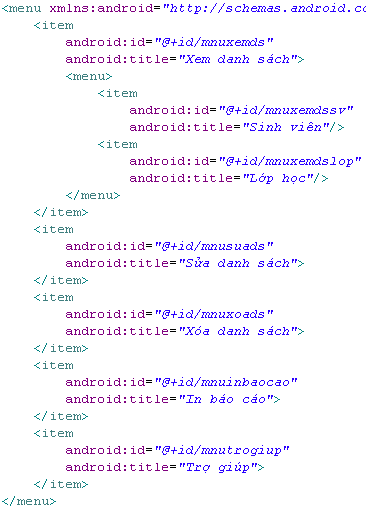 <menu xmlns:android="http://schemas.android.co
<item
android:id="@+id/mnuxemds"
android:title="Xem danh sách">
<menu>
<item
android:id="@+id/mnuxemdssv"
android:title="Sinh viên"/>
<item
android:id="@+id/mnuxemdslop"
android:title="Lớp học"/>
</menu>
</item>
<item
android:id="@+id/mnusuads"
android:title="Sửa danh sách">
</item>
<item
android:id="@+id/mnuxoads"
android:title="Xóa danh sách">
</item>
<item
android:id="@+id/mnuinbaocao"
android:title="In báo cáo">
</item>
<item
android:id="@+id/mnutrogiup"
android:title="Trợ giúp">
</item>
</menu>